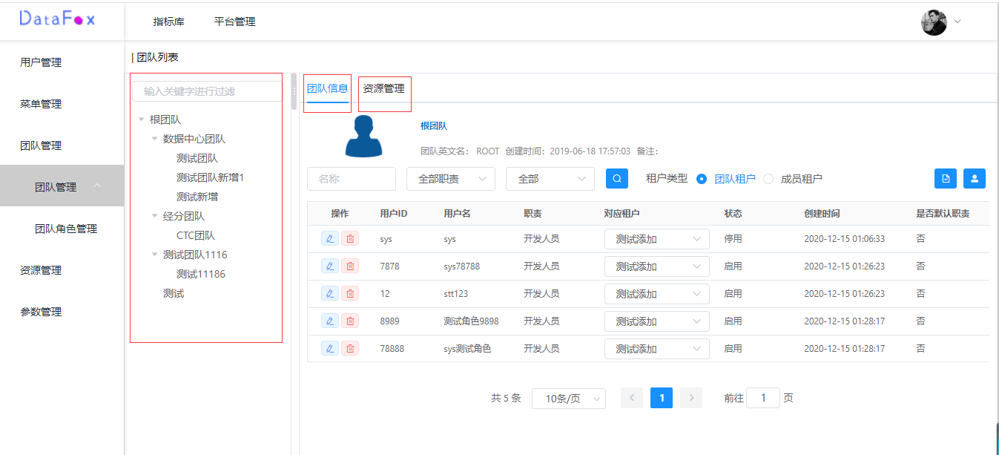 DataFox
指标库 平台管理
用户管理
菜单管理
团队管理
团队管理
团队角色管理
资源管理
参数管理
团队列表
输入关键字进行过滤
根团队
数据中心团队
测试团队
测试团队新增1
测试新增
经分团队
CTC团队
测试团队1116
测试11186
测试
团队信息 资源管理
根团队
团队英文名: ROOT 创建时间: 2019-06-18 17:57:03 备注:
名称 全部职责 全部 租户类型 团队租户 成员租户
操作 用户ID 用户名 职责 对应租户 状态 创建时间 是否默认职责
sys sys 开发人员 测试添加 停用 2020-12-15 01:06:33 否
7878 sys78788 开发人员 测试添加 启用 2020-12-15 01:26:23 否
12 stt123 开发人员 测试添加 启用 2020-12-15 01:26:23 否
8989 测试角色9898 开发人员 测试添加 启用 2020-12-15 01:28:17 否
78888 sys测试角色 开发人员 测试添加 启用 2020-12-15 01:28:17 否
共 5 条 10条/页 1 前往 1 页